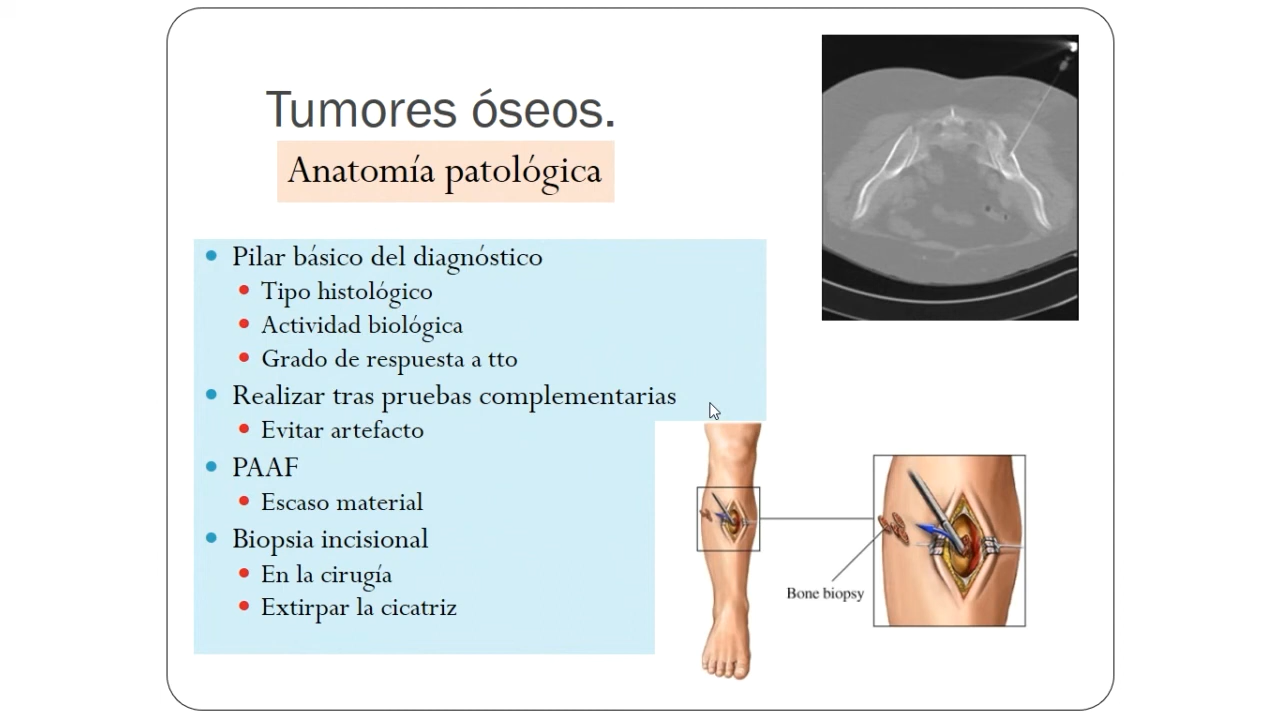 Tumores óseos.
Anatomía patológica
Pilar básico del diagnóstico
Tipo histológico
Actividad biológica
Grado de respuesta a tto
Realizar tras pruebas complementarias
Evitar artefacto
PAAF
Escaso material
Biopsia incisional
En la cirugía
Extirpar la cicatriz
Bone biopsy